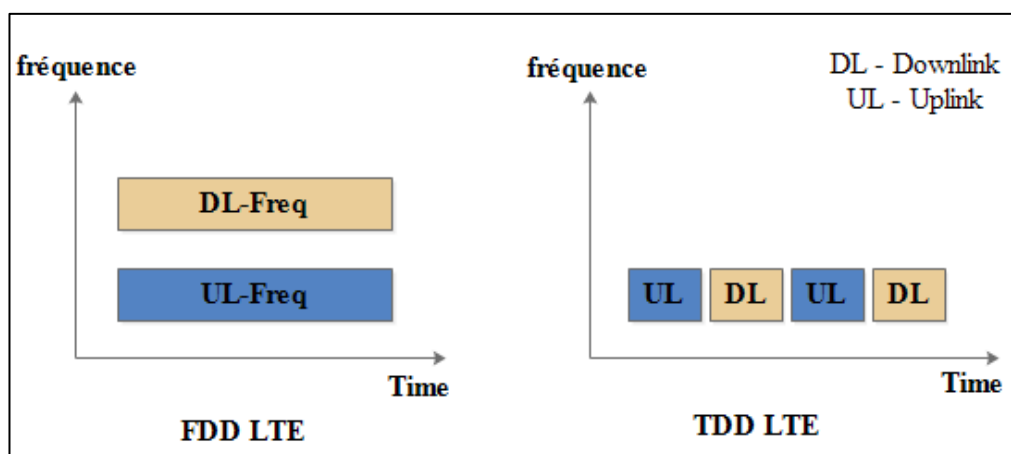 fréquence
DL-Freq
UL-Freq
Time
FDD LTE
fréquence
DL - Downlink
UL - Uplink
UL DL UL DL
Time
TDD LTE